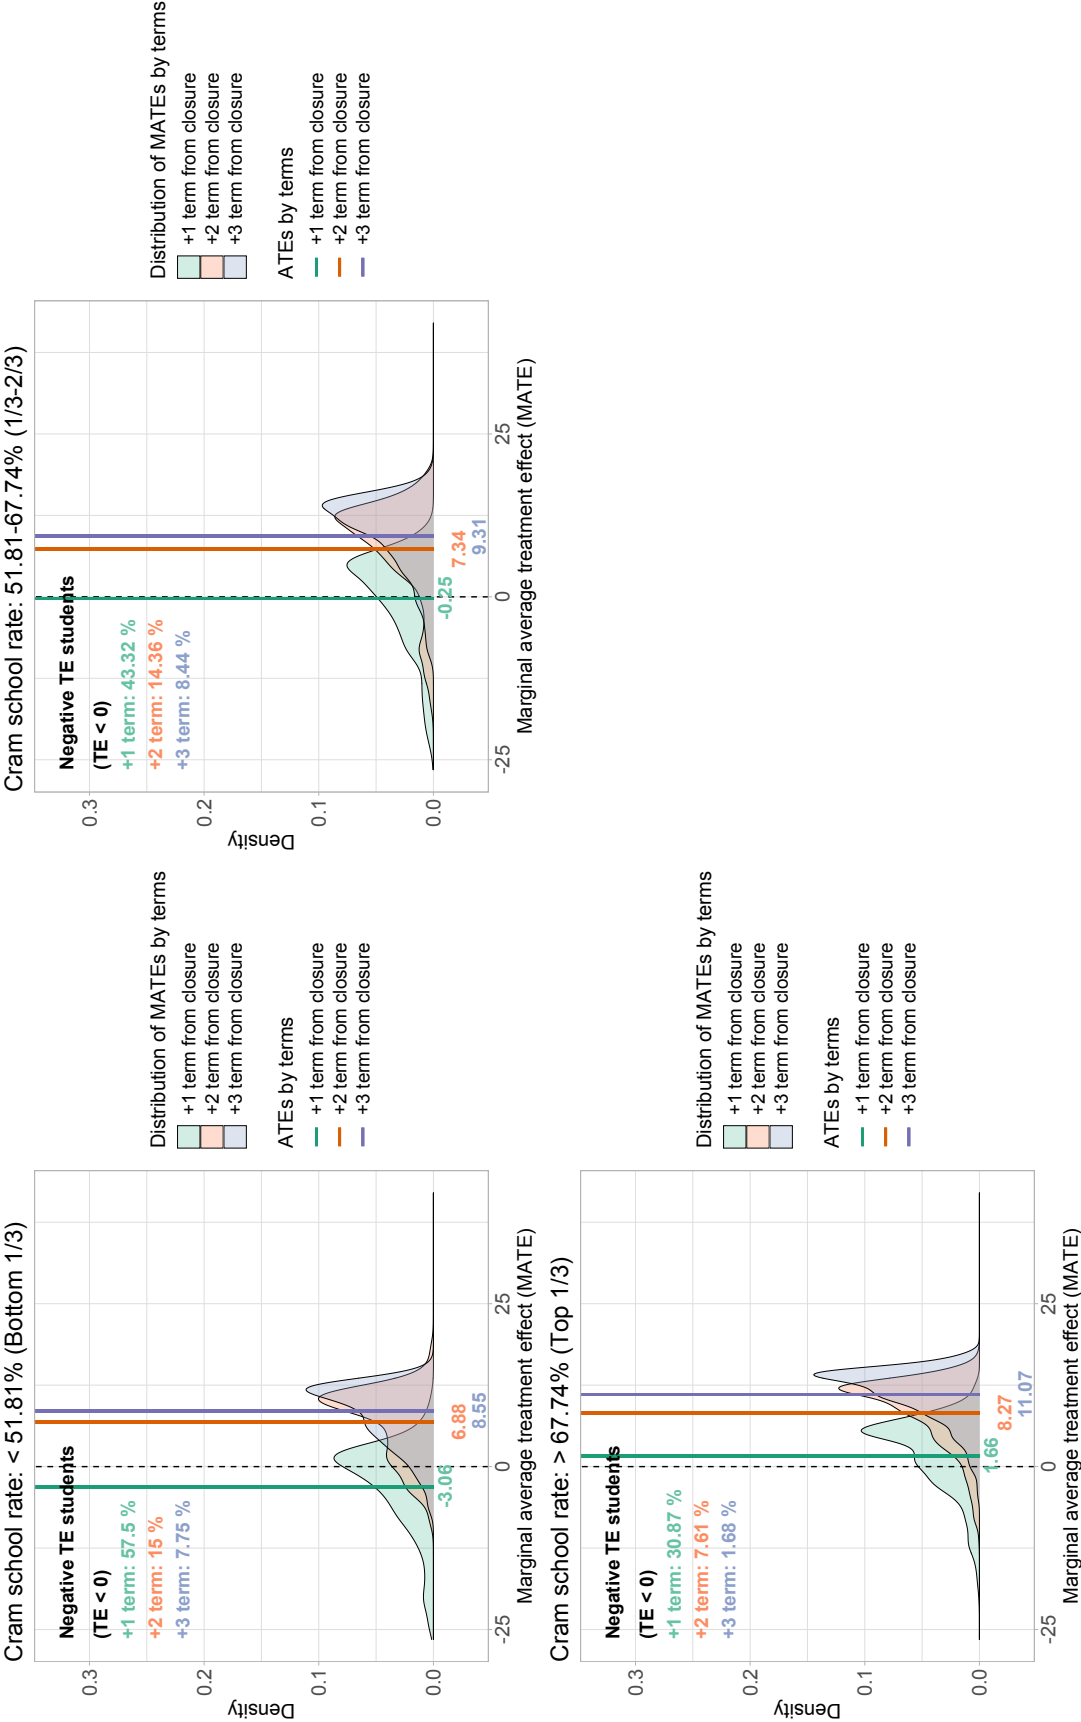 Cram school rate: < 51.81% (Bottom 1/3)
Negative TE students
(TE < 0)
+1 term: 57.5 %
+2 term: 15 %
+3 term: 7.75 %
-3.06
6.88
8.55
0.0
0.1
0.2
0.3
Density
-25
0
25
Marginal average treatment effect (MATE)
Distribution of MATEs by terms
+1 term from closure
+2 term from closure
+3 term from closure
ATEs by terms
+1 term from closure
+2 term from closure
+3 term from closure
Cram school rate: 51.81-67.74% (1/3-2/3)
Negative TE students
(TE < 0)
+1 term: 43.32 %
+2 term: 14.36 %
+3 term: 8.44 %
-0.25
7.34
9.31
0.0
0.1
0.2
0.3
Density
-25
0
25
Marginal average treatment effect (MATE)
Distribution of MATEs by terms
+1 term from closure
+2 term from closure
+3 term from closure
ATEs by terms
+1 term from closure
+2 term from closure
+3 term from closure
Cram school rate: > 67.74% (Top 1/3)
Negative TE students
(TE < 0)
+1 term: 30.87 %
+2 term: 7.61 %
+3 term: 1.68 %
1.66
8.27
11.07
0.0
0.1
0.2
0.3
Density
-25
0
25
Marginal average treatment effect (MATE)
Distribution of MATEs by terms
+1 term from closure
+2 term from closure
+3 term from closure
ATEs by terms
+1 term from closure
+2 term from closure
+3 term from closure